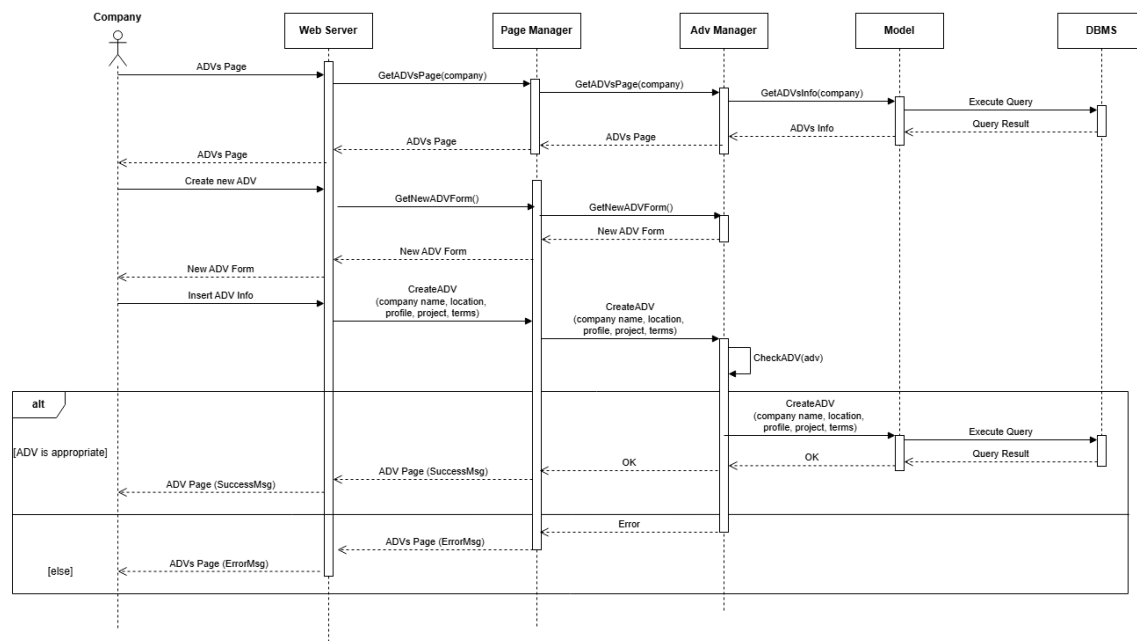 Company
Web Server
Page Manager
Adv Manager
Model
DBMS
ADVs Page
GetADVsPage(company)
GetADVsPage(company)
GetADVsInfo(company)
Execute Query
Query Result
ADVs Info
ADVs Page
ADVs Page
ADVs Page
Create new ADV
GetNewADVForm()
GetNewADVForm()
New ADV Form
New ADV Form
New ADV Form
Insert ADV Info
CreateADV
(company name, location,
profile, project, terms)
CreateADV
(company name, location,
profile, project, terms)
CheckADV(adv)
alt
[ADV is appropriate]
CreateADV
(company name, location,
profile, project, terms)
Execute Query
Query Result
OK
OK
ADV Page (SuccessMsg)
ADV Page (SuccessMsg)
Error
ADVs Page (ErrorMsg)
ADVs Page (ErrorMsg)
[else]